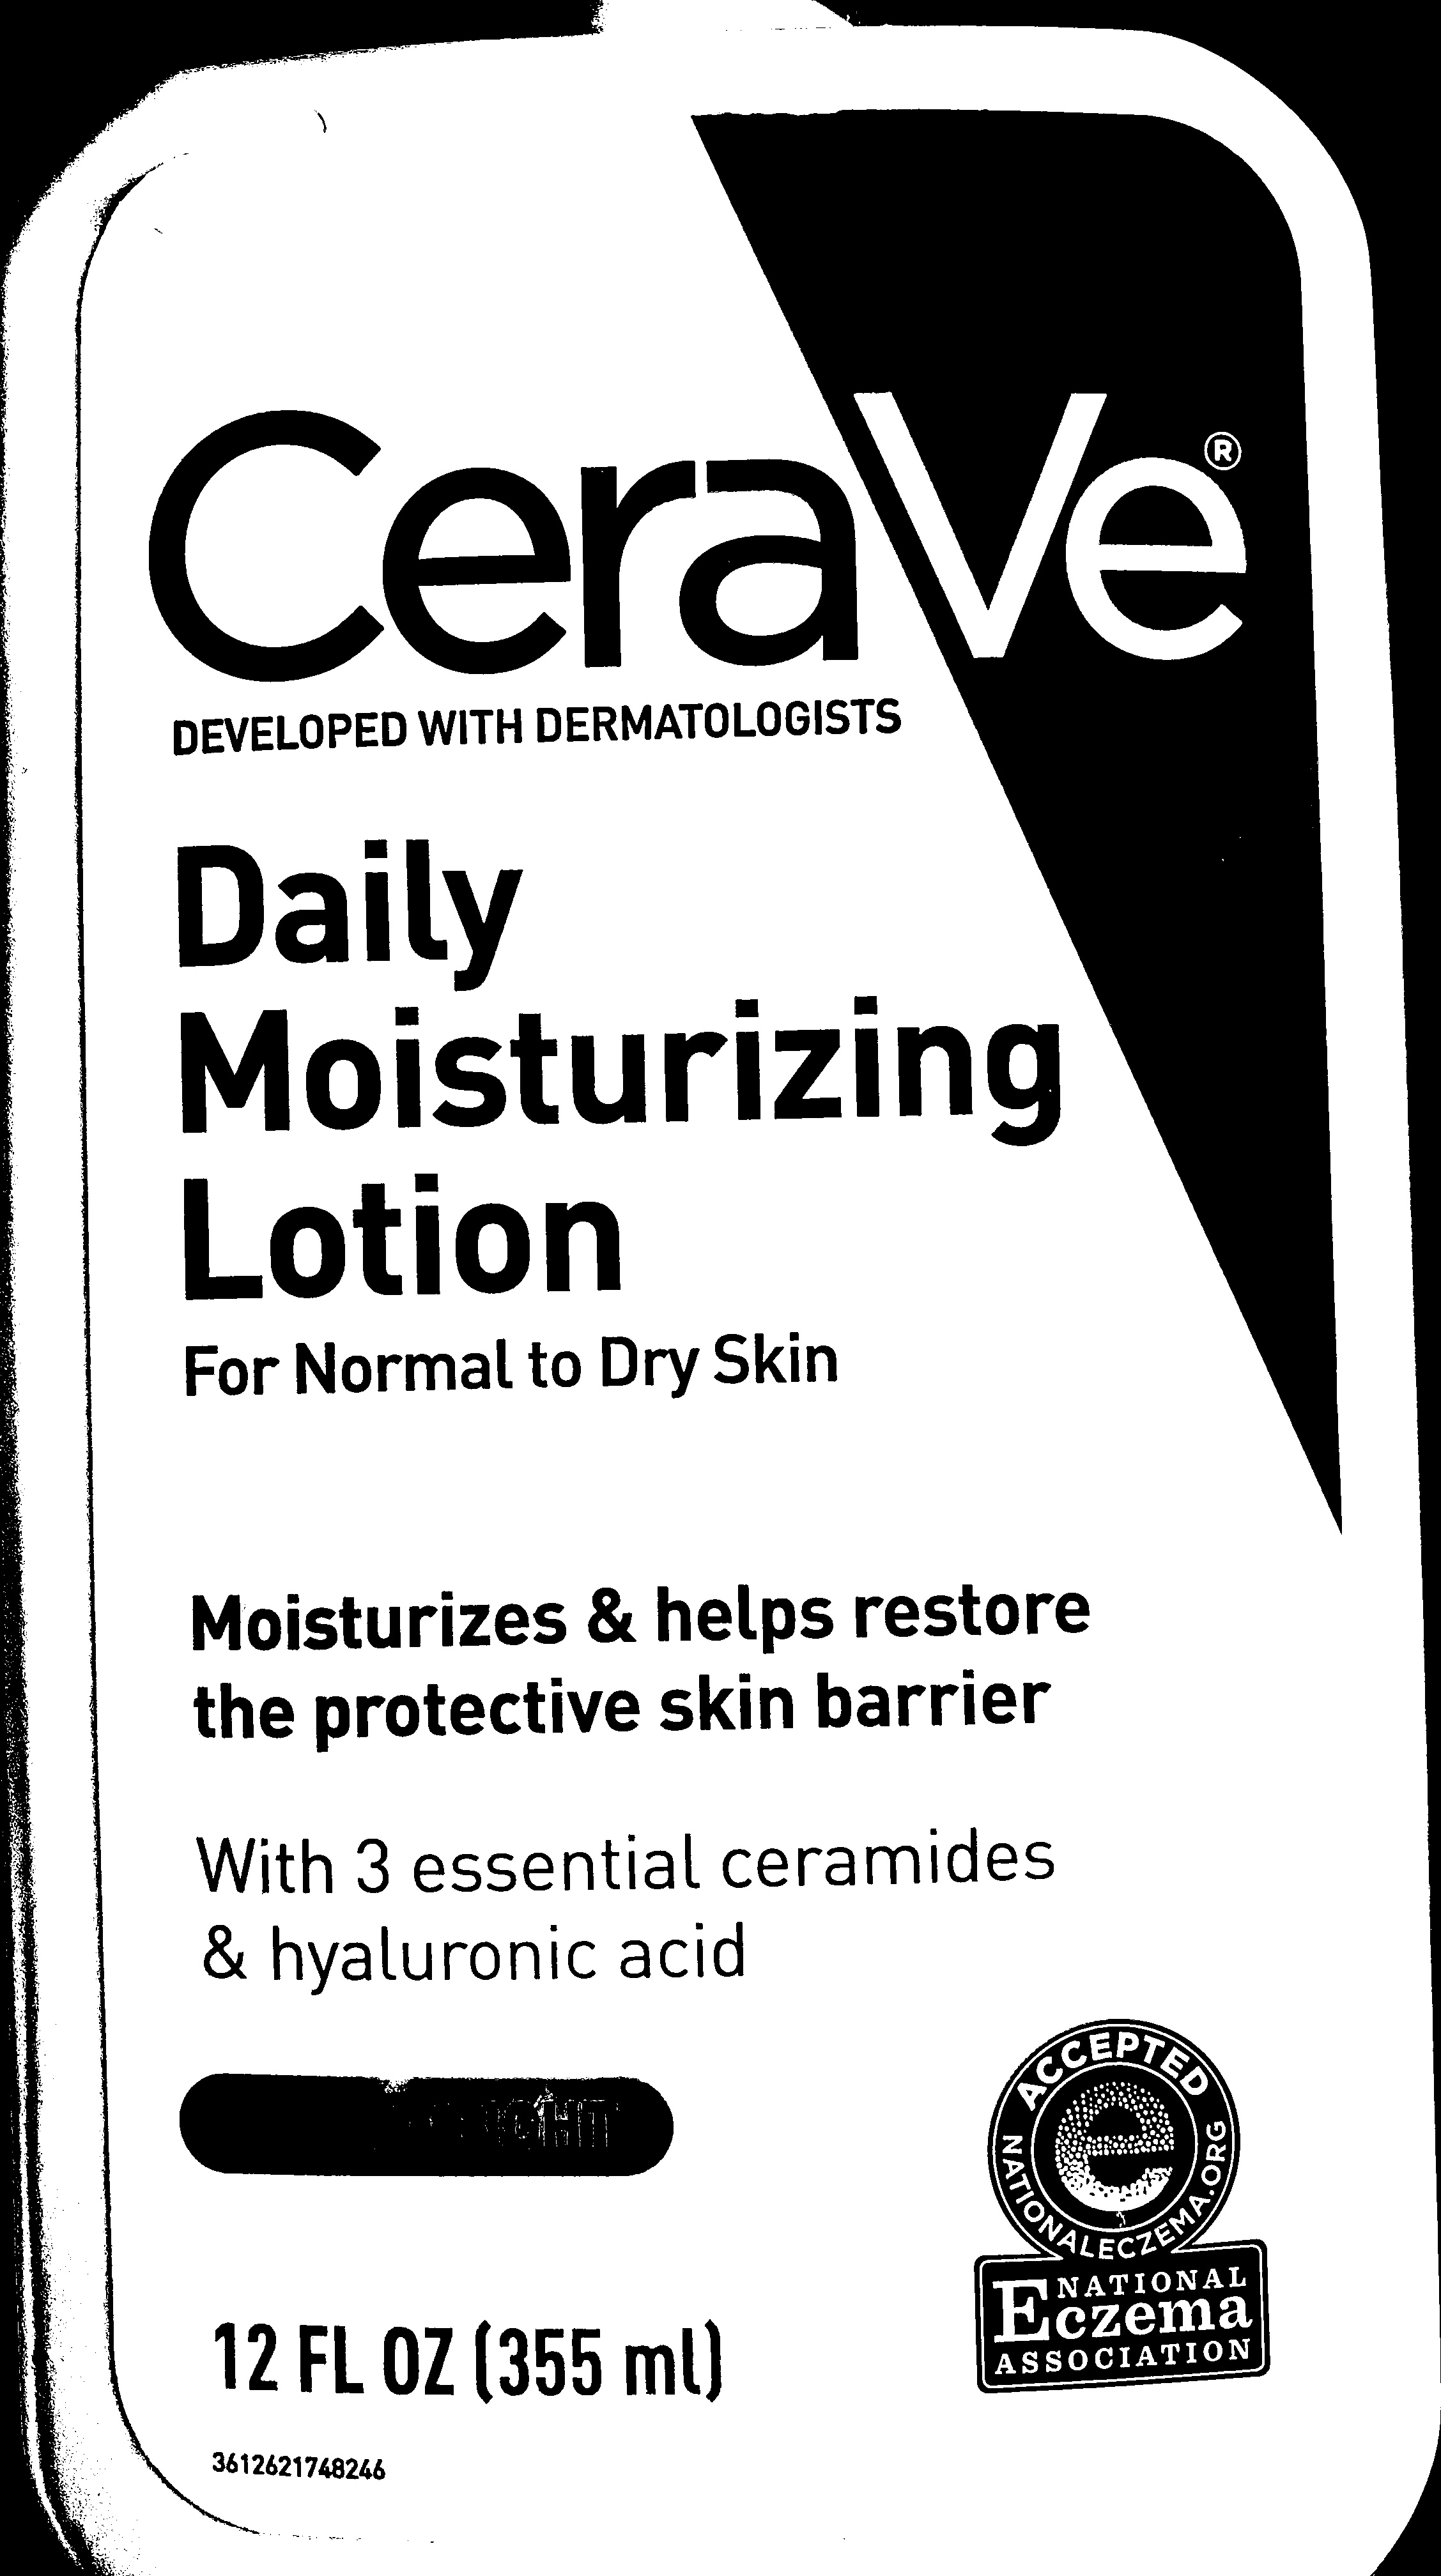 CeraVe®
DEVELOPED WITH DERMATOLOGISTS
Daily
Moisturizing
Lotion
For Normal to Dry Skin
Moisturizes & helps restore
the protective skin barrier
With 3 essential ceramides
& hyaluronic acid
ACCEPTED
e
NATIONALECZEMA.ORG
NATIONAL
Eczema
ASSOCIATION
12 FL OZ (355 ml)
3612621748246